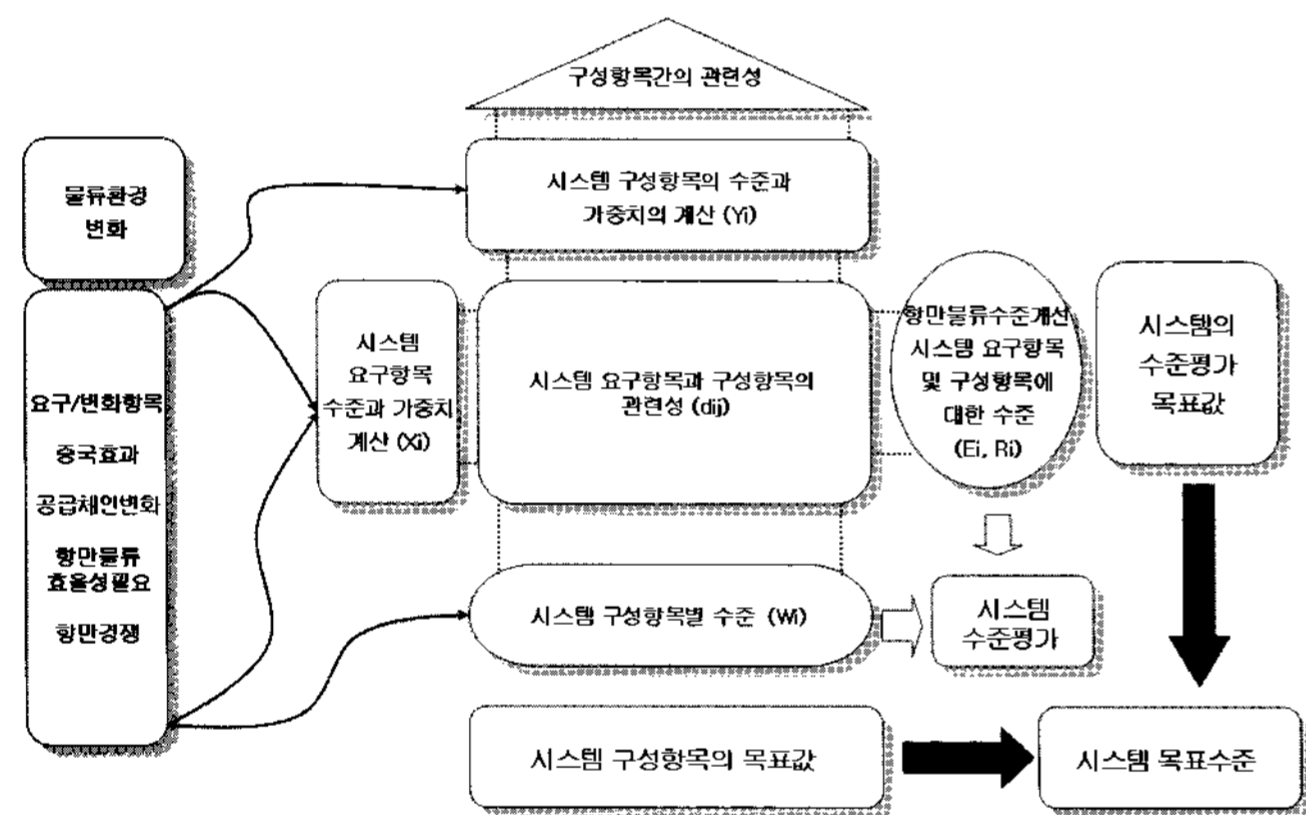 구성항목간의 관련성
물류환경
변화
시스템 구성항목의 수준과
가중치의 계산 (Yi)
요구/변화항목
중국효과
공급체인변화
항만물류
효율성필요
항만경쟁
시스템
요구항목
수준과 가중치
계산 (Xi)
시스템 요구항목과 구성항목의
관련성 (dij)
항만물류수준개선
시스템 요구항목
및 구성항목에
대한 수준
(Ei, Ri)
시스템의
수준평가
목표값
시스템 구성항목별 수준 (Wi)
시스템
수준평가
시스템 구성항목의 목표값
시스템 목표수준